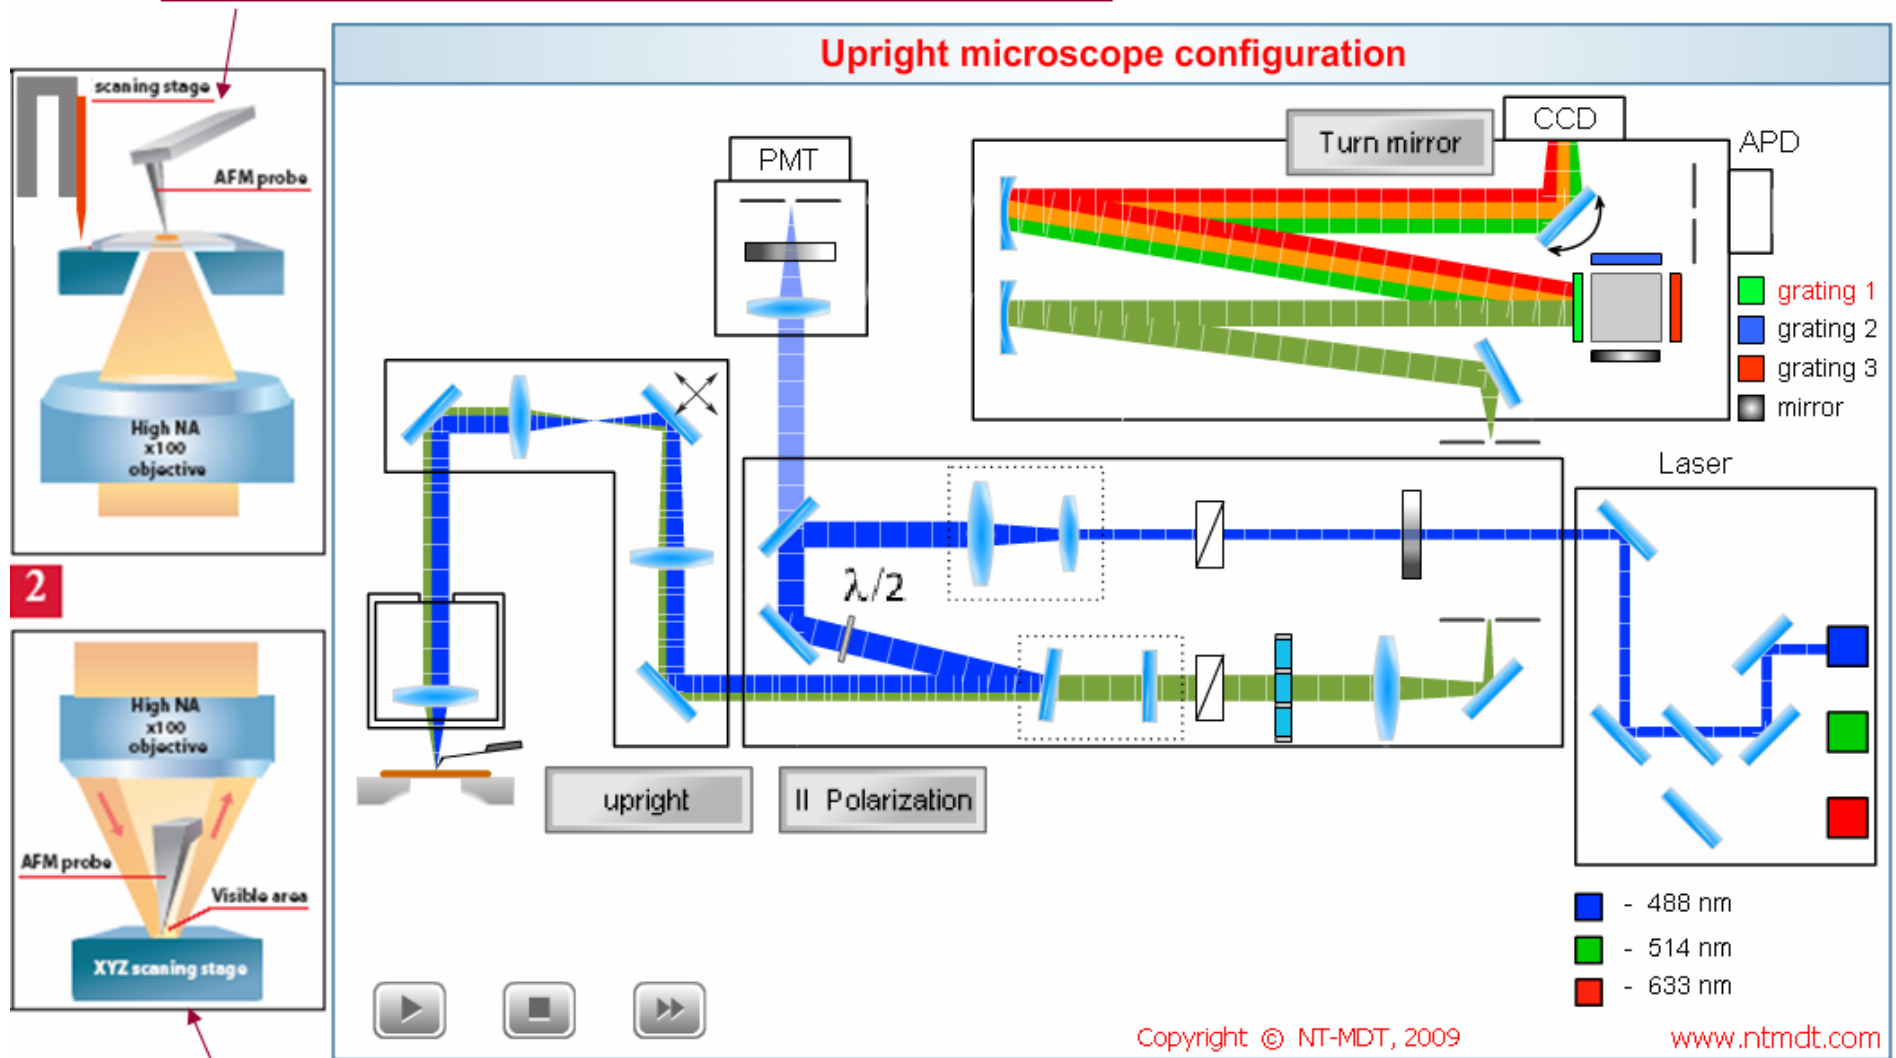 Upright microscope configuration
scaning stage
AFM probe
High NA
x100
objective
2
High NA
x100
objective
AFM probe
Visible area
XYZ scaning stage
PMT
Turn mirror
CCD
APD
grating 1
grating 2
grating 3
mirror
Laser
λ/2
upright
II Polarization
- 488 nm
- 514 nm
- 633 nm
Copyright © NT-MDT, 2009
www.ntmdt.com